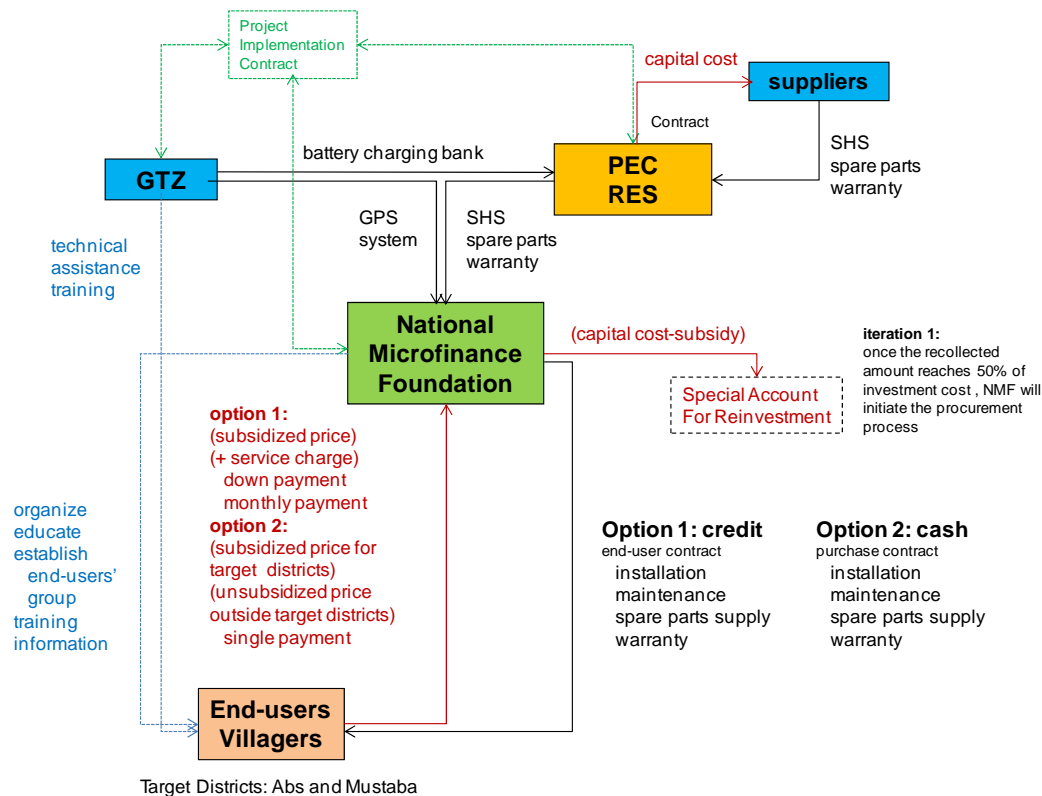 Project
Implementation
Contract
capital cost
suppliers
Contract
battery charging bank
GTZ
PEC
RES
SHS
spare parts
warranty
GPS
system
SHS
spare parts
warranty
technical
assistance
training
National
Microfinance
Foundation
(capital cost-subsidy)
Special Account
For Reinvestment
iteration 1:
once the recollected
amount reaches 50% of
investment cost , NMF will
initiate the procurement
process
option 1:
(subsidized price)
(+ service charge)
down payment
monthly payment
option 2:
(subsidized price for
target districts)
(unsubsidized price
outside target districts)
single payment
organize
educate
establish
end-users'
group
training
information
Option 1: credit
end-user contract
installation
maintenance
spare parts supply
warranty
Option 2: cash
purchase contract
installation
maintenance
spare parts supply
warranty
End-users
Villagers
Target Districts: Abs and Mustaba